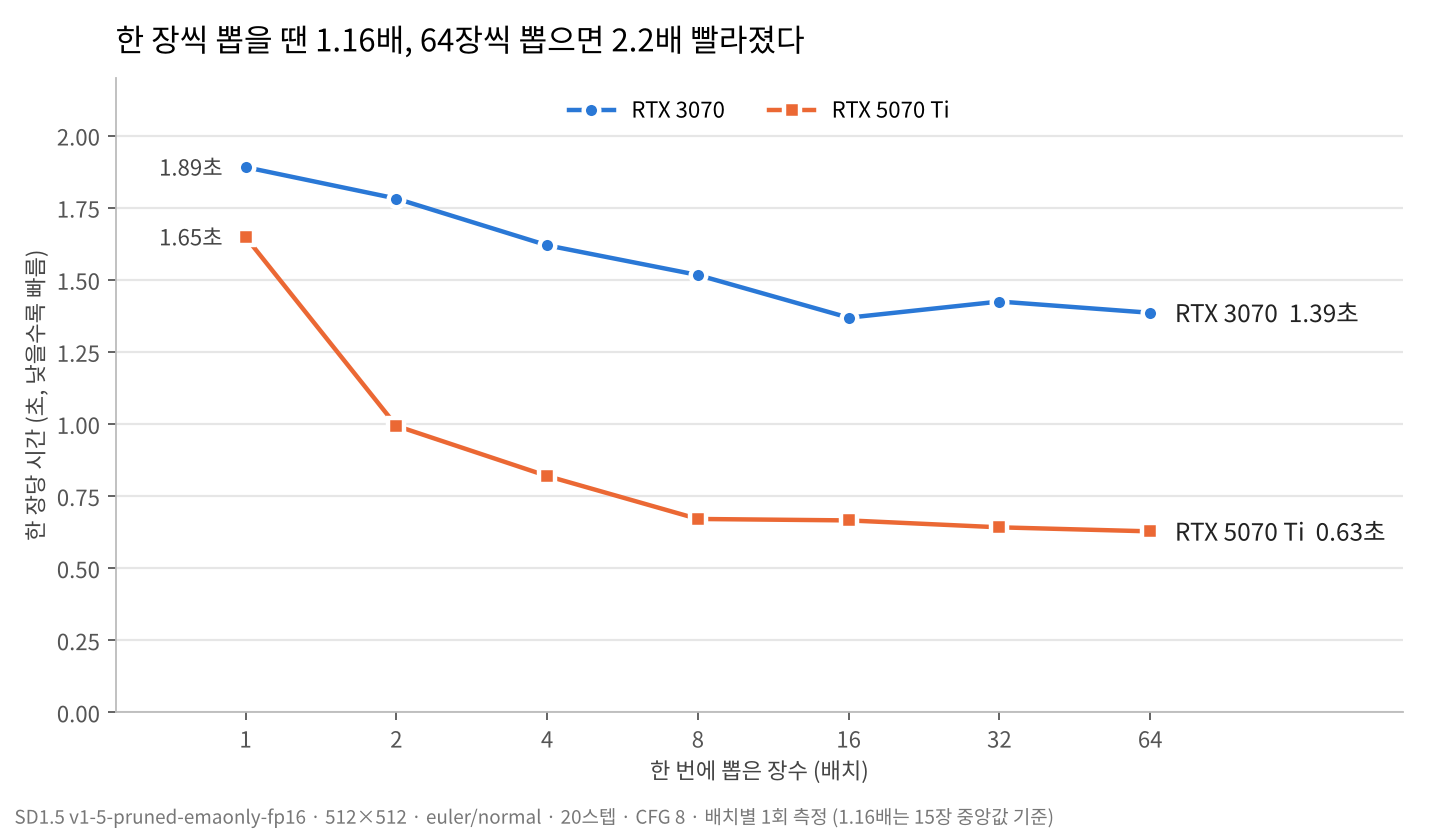 한 장씩 뽑을 땐 1.16배, 64장씩 뽑으면 2.2배 빨라졌다
RTX 3070
RTX 5070 Ti
한 장당 시간 (초, 낮을수록 빠름)
2.00
1.75
1.50
1.25
1.00
0.75
0.50
0.25
0.00
1.89초
1.65초
RTX 3070 1.39초
RTX 5070 Ti 0.63초
1
2
4
8
16
32
64
한 번에 뽑은 장수 (배치)
SD1.5 v1-5-pruned-emaonly-fp16 · 512×512 · euler/normal · 20스텝 · CFG 8 · 배치별 1회 측정 (1.16배는 15장 중앙값 기준)